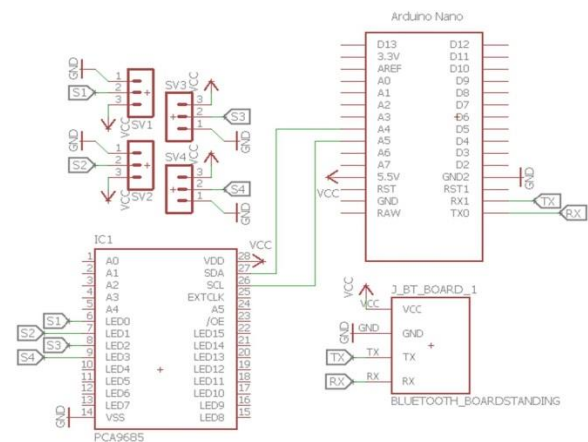 Arduino Nano
D13 D12
3.3V D11
AREF D10
A0 D9
A1 D8
A2 D7
A3 D6
A4 D5
A5 D4
A6 D3
A7 D2
5.5V GND2 GND
VCC
RST RST1
GND RX1 TX
RAW TX0 RX
GND
1
S1 2
3
VCC
SV1
SV3
VCC
3
2 S3
1
GND
GND
1
S2 2
3
VCC
SV2
SV4
VCC
3
2 S4
1
GND
IC1
1 A0 VDD 28 VCC
2 A1 SDA 27
3 A2 SCL 26
4 A3 EXTCLK 25
5 A4 A5 24
S1 6 LED0 /OE 23
S2 7 LED1 LED15 22
S3 8 LED2 LED14 21
S4 9 LED3 LED13 20
10 LED4 LED12 19
11 LED5 LED11 18
12 LED6 LED10 17
13 LED7 LED9 16
GND 14 VSS LED8 15
PCA9685
J_BT_BOARD_1
VCC VCC VCC
GND GND GND
TX TX TX
RX RX RX
BLUETOOTH_BOARDSTANDING